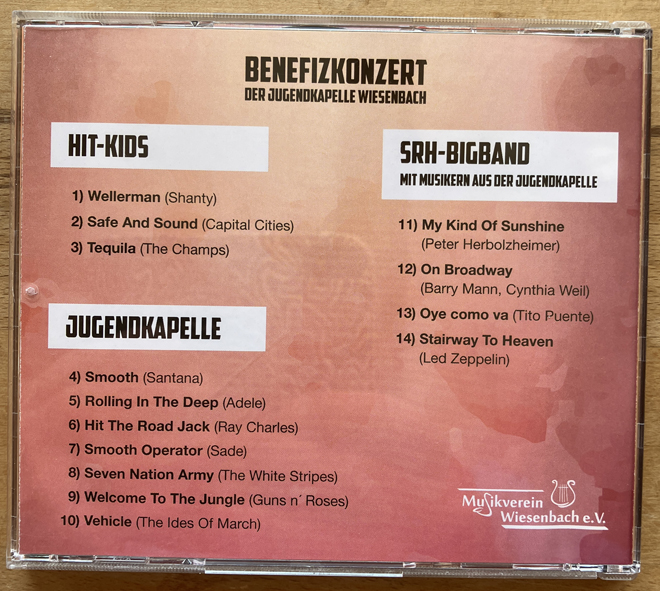 BENEFIZKONZERT
DER JUGENDKAPELLE WIESENBACH
HIT-KIDS
1) Wellerman (Shanty)
2) Safe And Sound (Capital Cities)
3) Tequila (The Champs)
JUGENDKAPELLE
4) Smooth (Santana)
5) Rolling In The Deep (Adele)
6) Hit The Road Jack (Ray Charles)
7) Smooth Operator (Sade)
8) Seven Nation Army (The White Stripes)
9) Welcome To The Jungle (Guns n´ Roses)
10) Vehicle (The Ides Of March)
SRH-BIGBAND
MIT MUSIKERN AUS DER JUGENDKAPELLE
11) My Kind Of Sunshine
(Peter Herbolzheimer)
12) On Broadway
(Barry Mann, Cynthia Weil)
13) Oye como va (Tito Puente)
14) Stairway To Heaven
(Led Zeppelin)
Musikverein
Wiesenbach e.V.